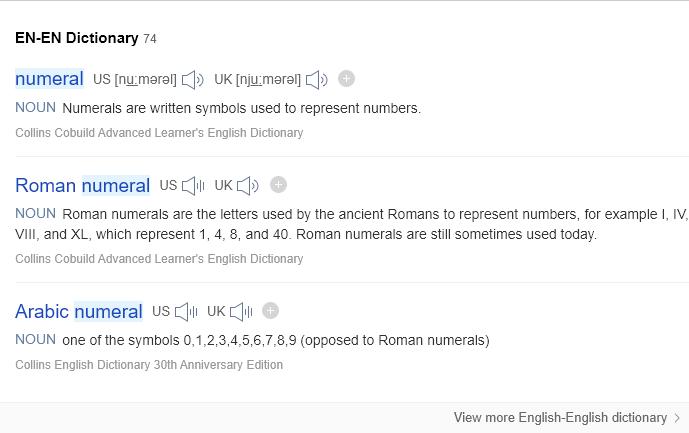 EN-EN Dictionary 74
numeral US [nuːmərəl] UK [njuːmərəl]
NOUN Numerals are written symbols used to represent numbers.
Collins Cobuild Advanced Learner's English Dictionary
Roman numeral US UK
NOUN Roman numerals are the letters used by the ancient Romans to represent numbers, for example I, IV,
VIII, and XL, which represent 1, 4, 8, and 40. Roman numerals are still sometimes used today.
Collins Cobuild Advanced Learner's English Dictionary
Arabic numeral US UK
NOUN one of the symbols 0,1,2,3,4,5,6,7,8,9 (opposed to Roman numerals)
Collins English Dictionary 30th Anniversary Edition
View more English-English dictionary